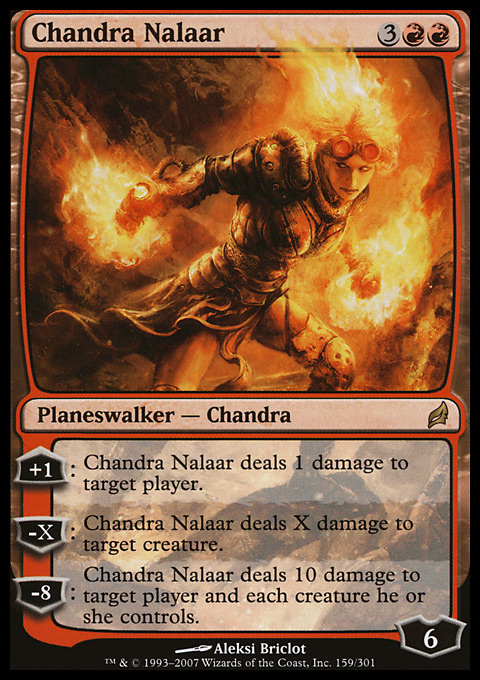 Chandra Nalaar 3
Planeswalker — Chandra
+1 : Chandra Nalaar deals 1 damage to
target player.
-X : Chandra Nalaar deals X damage to
target creature.
-8 : Chandra Nalaar deals 10 damage to
target player and each creature he or
she controls.
6
Aleksi Briclot
™ & © 1993–2007 Wizards of the Coast, Inc. 159/301